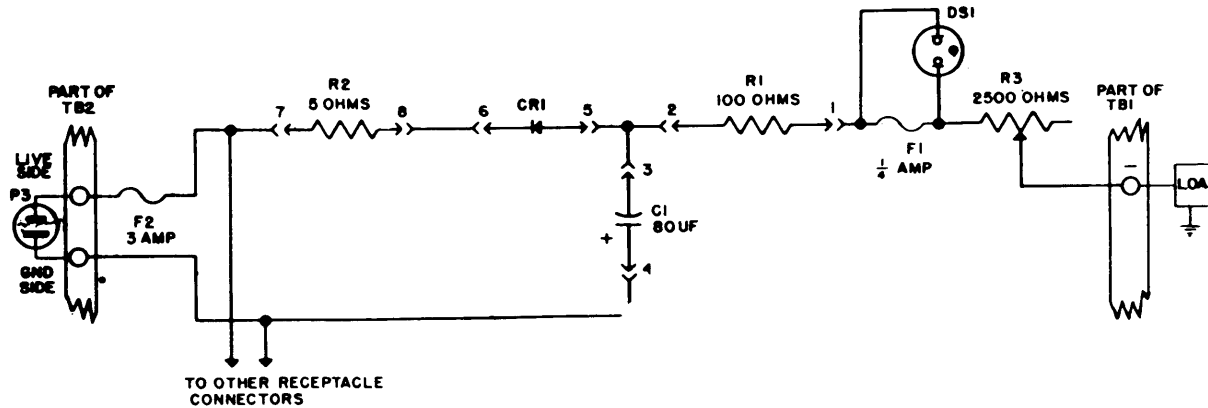 DS1
R2
5 OHMS
R1
100 OHMS
R3
2500 OHMS
PART OF
TB2
PART OF
TB1
7
8
6
CR1
5
2
1
F1
1/4 AMP
LIVE
SIDE
P3
F2
3 AMP
3
C1
80 UF
+
4
−
LOA
GND
SIDE
TO OTHER RECEPTACLE
CONNECTORS